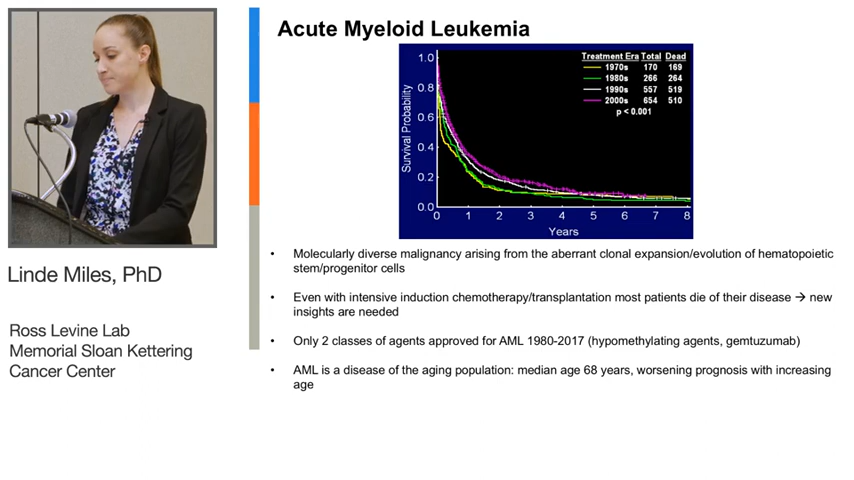 Acute Myeloid Leukemia
Survival Probability
1.0
0.8
0.6
0.4
0.2
0.0
0 1 2 3 4 5 6 7 8
Years
Treatment Era Total Dead
1970s 170 169
1980s 266 264
1990s 557 519
2000s 654 510
p < 0.001
• Molecularly diverse malignancy arising from the aberrant clonal expansion/evolution of hematopoietic
stem/progenitor cells
• Even with intensive induction chemotherapy/transplantation most patients die of their disease → new
insights are needed
• Only 2 classes of agents approved for AML 1980-2017 (hypomethylating agents, gemtuzumab)
• AML is a disease of the aging population: median age 68 years, worsening prognosis with increasing
age
Linde Miles, PhD
Ross Levine Lab
Memorial Sloan Kettering
Cancer Center